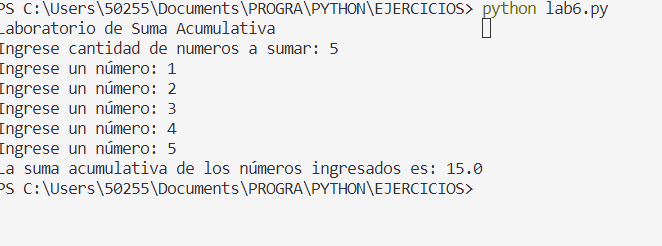 PS C:\Users\50255\Documents\PROGRA\PYTHON\EJERCICIOS> python lab6.py
Laboratorio de Suma Acumulativa
Ingrese cantidad de numeros a sumar: 5
Ingrese un número: 1
Ingrese un número: 2
Ingrese un número: 3
Ingrese un número: 4
Ingrese un número: 5
La suma acumulativa de los números ingresados es: 15.0
PS C:\Users\50255\Documents\PROGRA\PYTHON\EJERCICIOS>